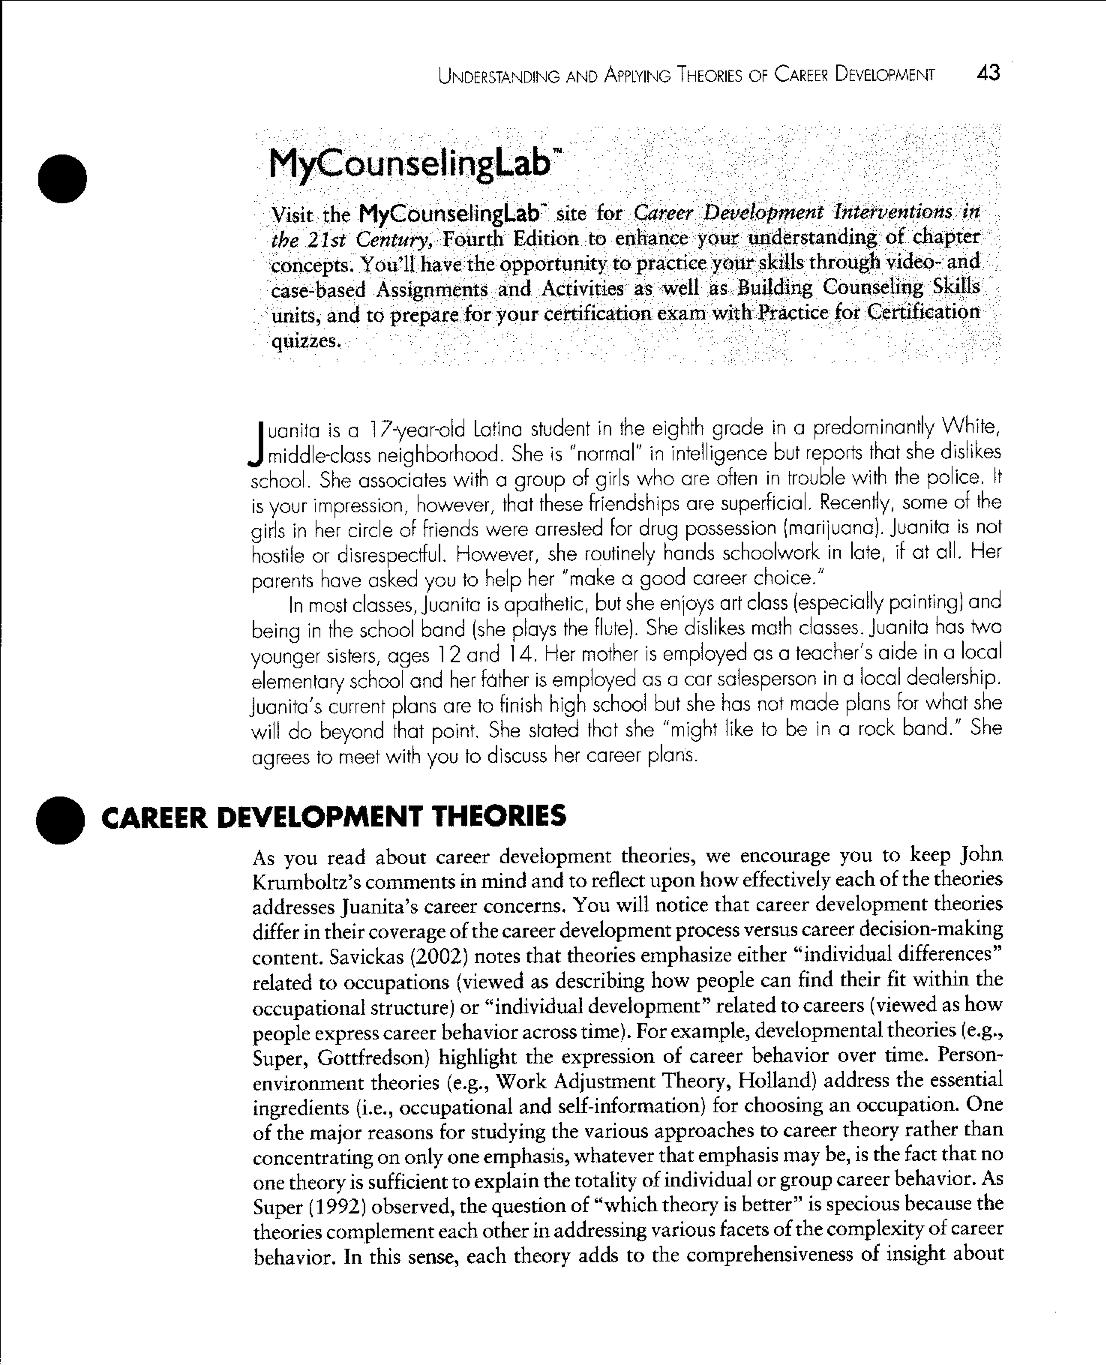 UNDERSTANDING AND APPLYING THEORIES OF CAREER DEVELOPMENT 43
MyCounselingLab™
Visit the MyCounselingLab™ site for Career Development Interventions in
the 21st Century, Fourth Edition to enhance your understanding of chapter
concepts. You'll have the opportunity to practice your skills through video- and
case-based Assignments and Activities as well as Building Counseling Skills
units, and to prepare for your certification exam with Practice for Certification
quizzes.
Juanita is a 17-year-old Latina student in the eighth grade in a predominantly White,
middle-class neighborhood. She is "normal" in intelligence but reports that she dislikes
school. She associates with a group of girls who are often in trouble with the police. It
is your impression, however, that these friendships are superficial. Recently, some of the
girls in her circle of friends were arrested for drug possession (marijuana). Juanita is not
hostile or disrespectful. However, she routinely hands schoolwork in late, if at all. Her
parents have asked you to help her "make a good career choice."
In most classes, Juanita is apathetic, but she enjoys art class (especially painting) and
being in the school band (she plays the flute). She dislikes math classes. Juanita has two
younger sisters, ages 12 and 14. Her mother is employed as a teacher's aide in a local
elementary school and her father is employed as a car salesperson in a local dealership.
Juanita's current plans are to finish high school but she has not made plans for what she
will do beyond that point. She stated that she "might like to be in a rock band." She
agrees to meet with you to discuss her career plans.
CAREER DEVELOPMENT THEORIES
As you read about career development theories, we encourage you to keep John
Krumboltz's comments in mind and to reflect upon how effectively each of the theories
addresses Juanita's career concerns. You will notice that career development theories
differ in their coverage of the career development process versus career decision-making
content. Savickas (2002) notes that theories emphasize either "individual differences"
related to occupations (viewed as describing how people can find their fit within the
occupational structure) or "individual development" related to careers (viewed as how
people express career behavior across time). For example, developmental theories (e.g.,
Super, Gottfredson) highlight the expression of career behavior over time. Person-
environment theories (e.g., Work Adjustment Theory, Holland) address the essential
ingredients (i.e., occupational and self-information) for choosing an occupation. One
of the major reasons for studying the various approaches to career theory rather than
concentrating on only one emphasis, whatever that emphasis may be, is the fact that no
one theory is sufficient to explain the totality of individual or group career behavior. As
Super (1992) observed, the question of "which theory is better" is specious because the
theories complement each other in addressing various facets of the complexity of career
behavior. In this sense, each theory adds to the comprehensiveness of insight about